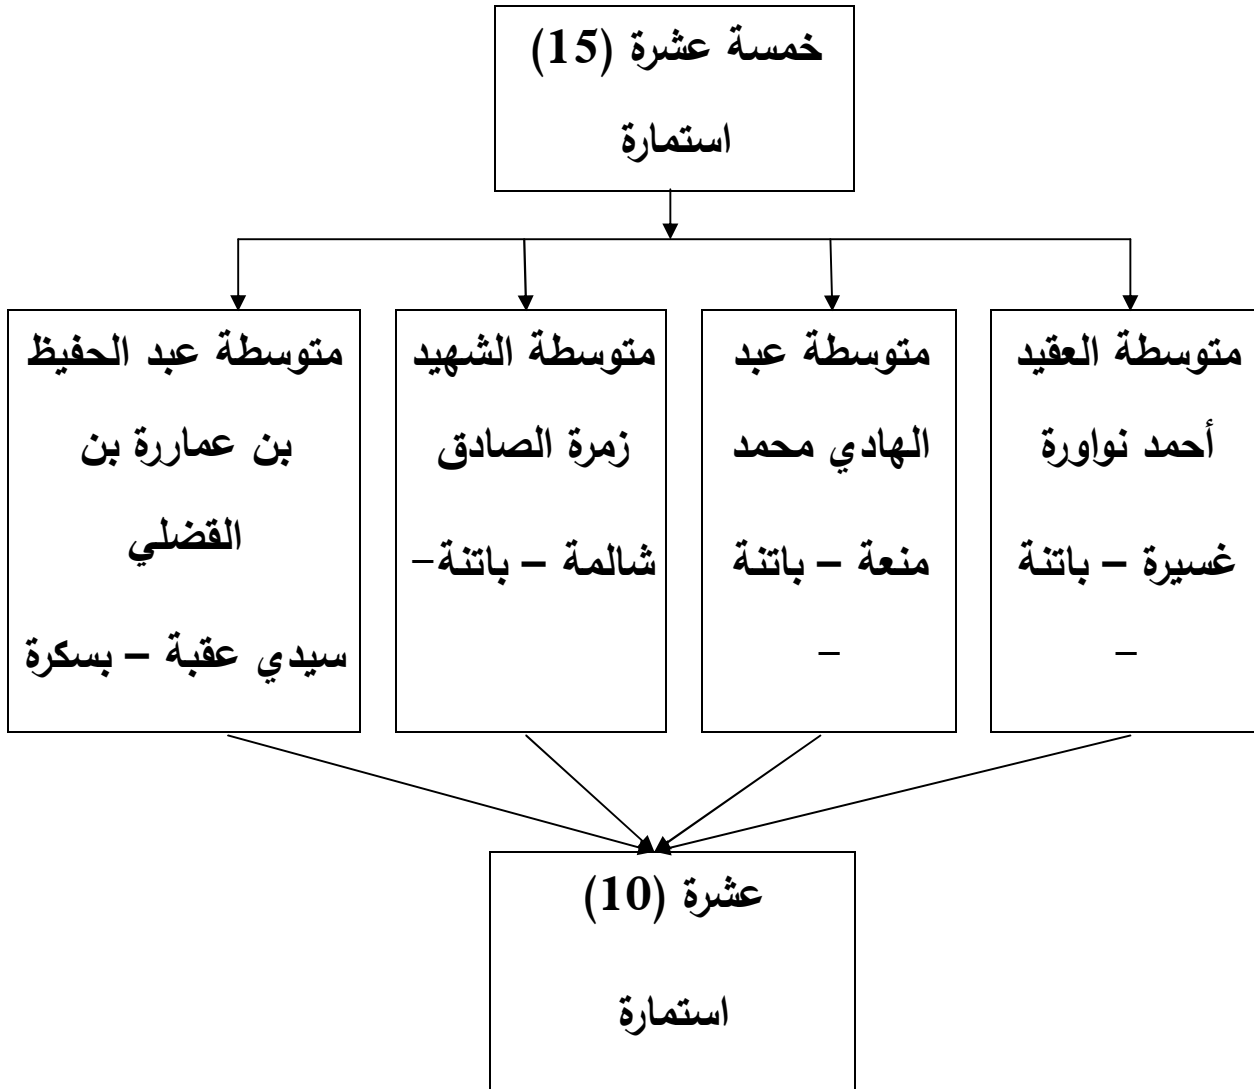 خمسة عشرة (15)
استمارة
متوسطة العقيد
أحمد نواورة
غسيرة – باتنة
–
متوسطة عبد
الهادي محمد
منعة – باتنة
–
متوسطة الشهيد
زمرة الصادق
شالمة – باتنة–
متوسطة عبد الحفيظ
بن عماررة بن
القضلي
سيدي عقبة – بسكرة
عشرة (10)
استمارة